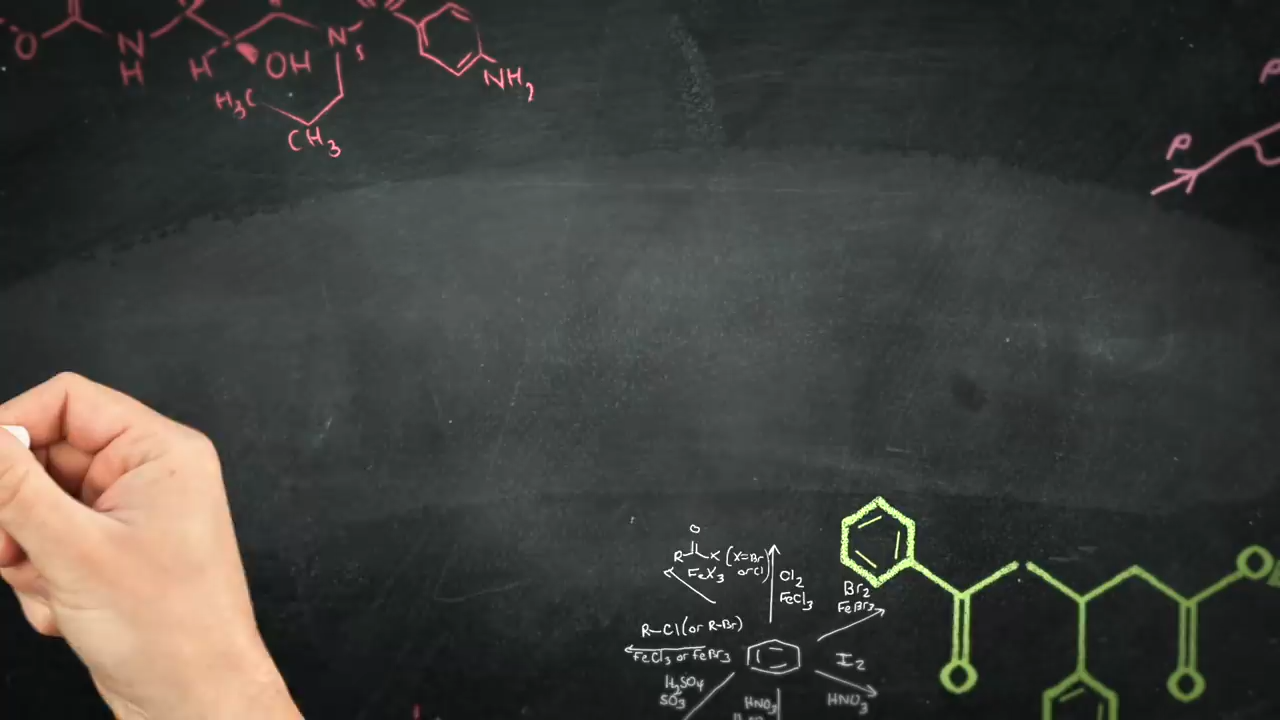 O
N
H
H
OH
N
S
NH2
H3C
CH3
P
O
R
X (X=Br
or Cl)
FeX3
Cl2
FeCl3
Br2
FeBr3
R-Cl (or R-Br)
FeCl3 or FeBr3
I2
HNO3
H2SO4
SO3
HNO3
O
O
O